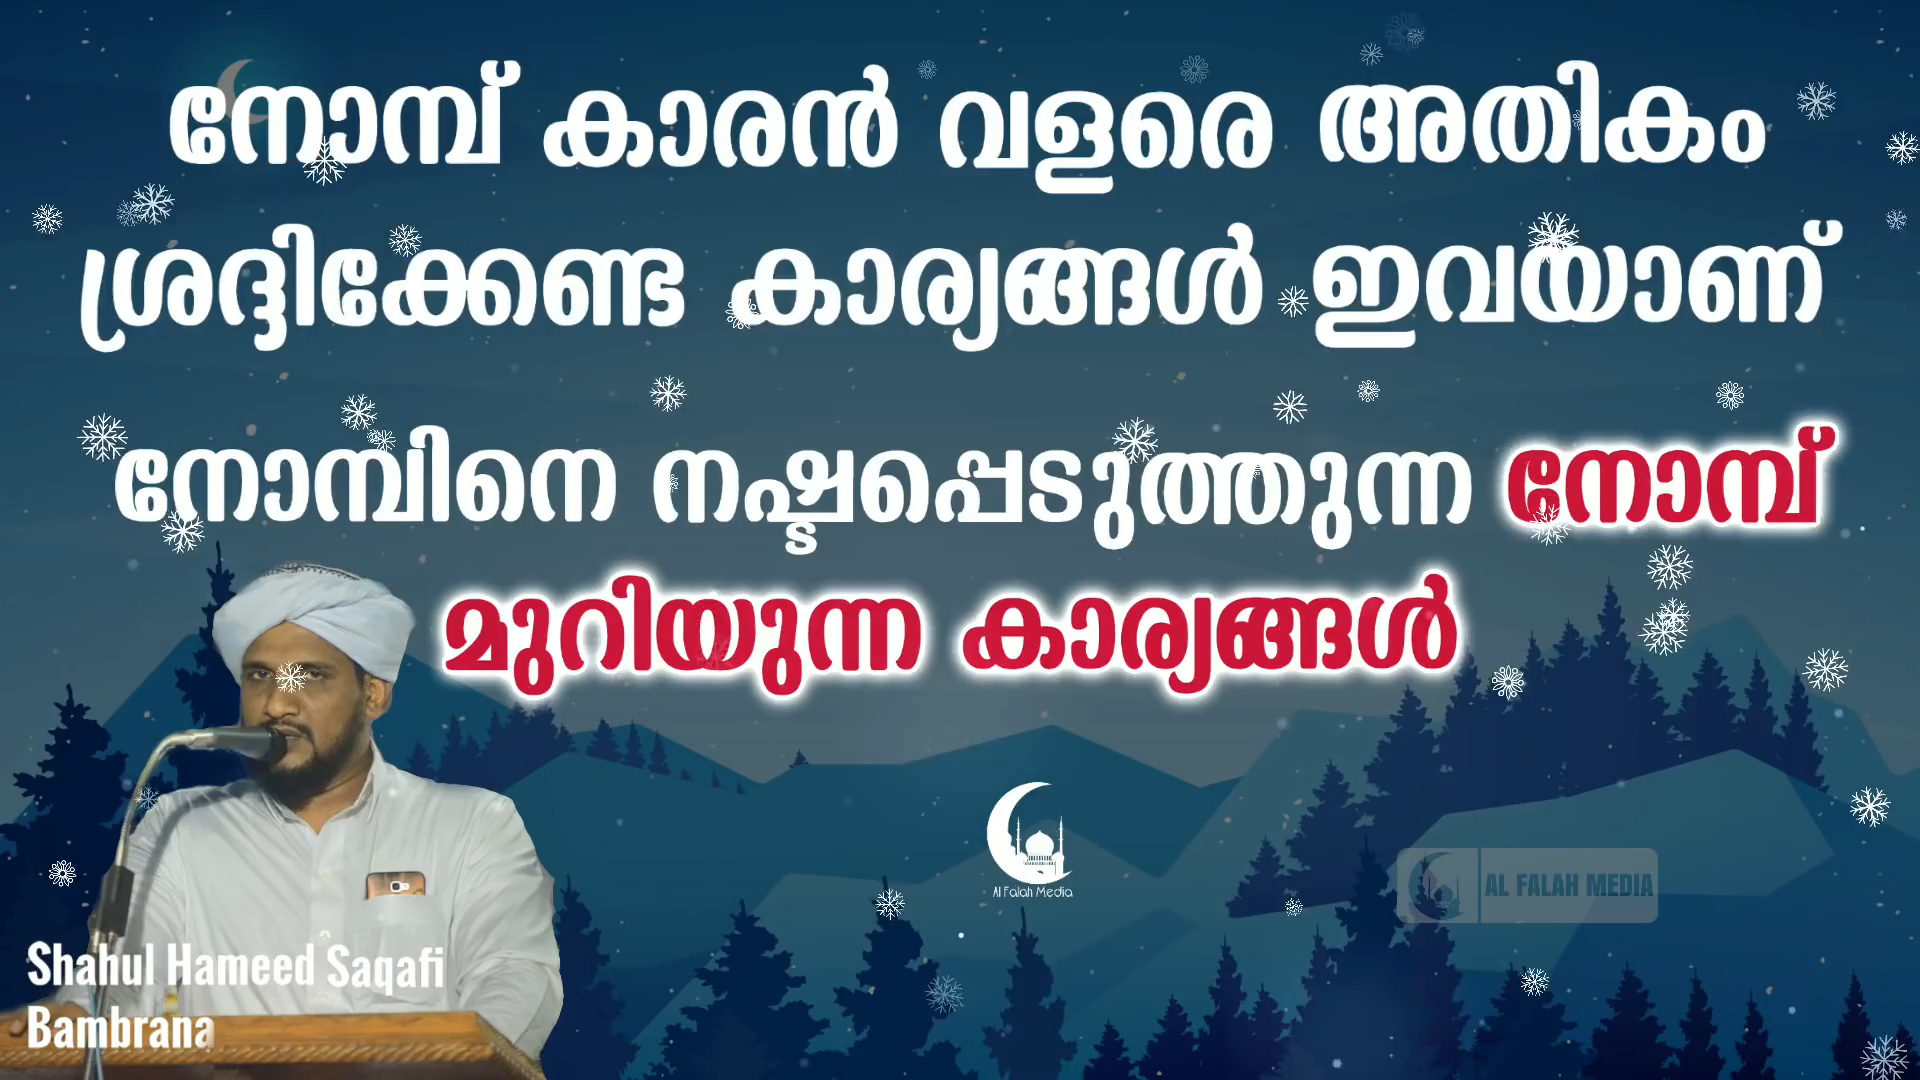 നോമ്പ് കാരൻ വളരെ അതികം
ശ്രദ്ദിക്കേണ്ട കാര്യങ്ങൾ ഇവയാണ്
നോമ്പിനെ നഷ്ടപ്പെടുത്തുന്ന നോമ്പ്
മുറിയുന്ന കാര്യങ്ങൾ
Al Falah Media
AL FALAH MEDIA
Shahul Hameed Saqafi
Bambrana